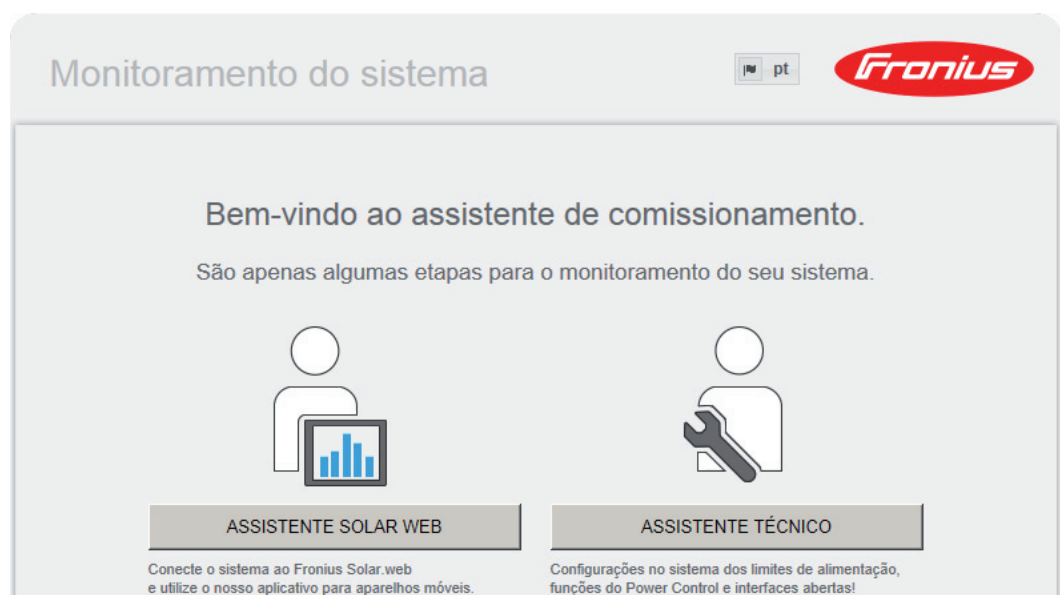 Monitoramento do sistema
pt
Fronius
Bem-vindo ao assistente de comissionamento.
São apenas algumas etapas para o monitoramento do seu sistema.
ASSISTENTE SOLAR WEB
ASSISTENTE TÉCNICO
Conecte o sistema ao Fronius Solar.web
e utilize o nosso aplicativo para aparelhos móveis.
Configurações no sistema dos limites de alimentação,
funções do Power Control e interfaces abertas!